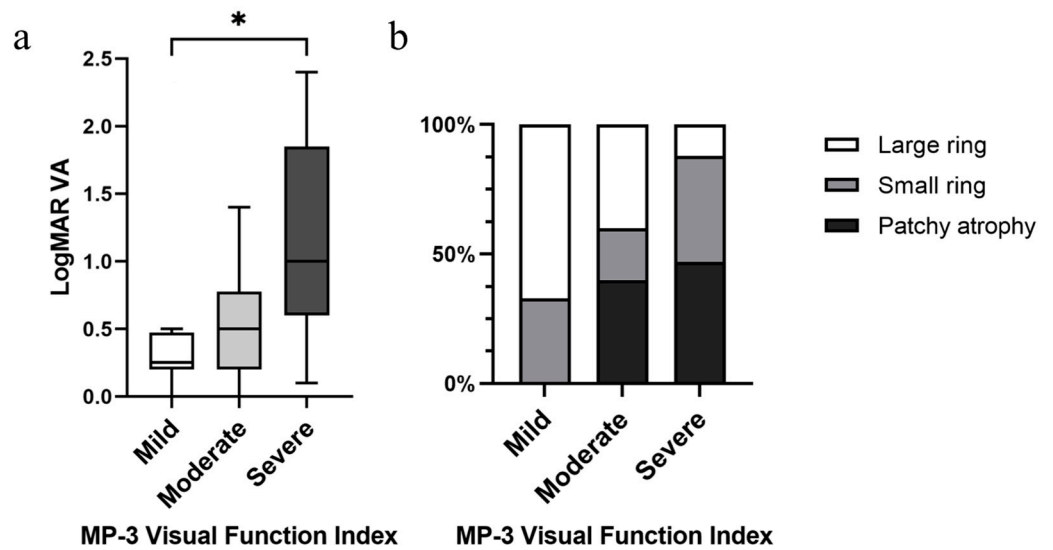 a
*
2.5
2.0
1.5
1.0
0.5
0.0
LogMAR VA
Mild
Moderate
Severe
MP-3 Visual Function Index
b
100%
50%
0%
Mild
Moderate
Severe
MP-3 Visual Function Index
Large ring
Small ring
Patchy atrophy